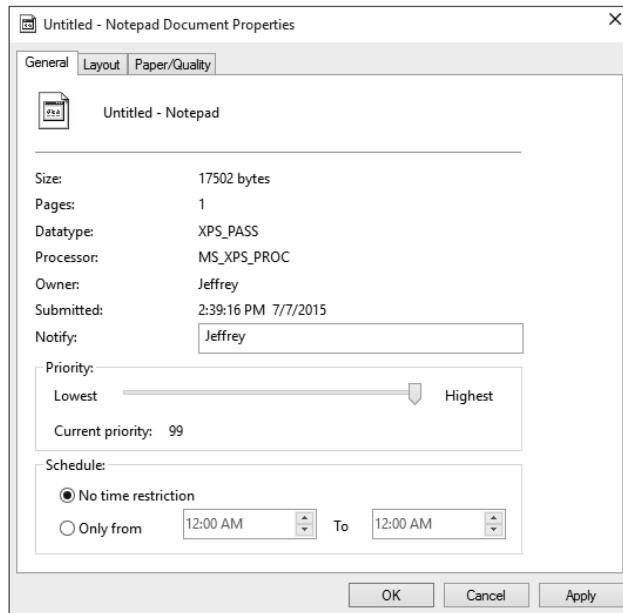 Untitled - Notepad Document Properties
General Layout Paper/Quality
Untitled - Notepad
Size: 17502 bytes
Pages: 1
Datatype: XPS_PASS
Processor: MS_XPS_PROC
Owner: Jeffrey
Submitted: 2:39:16 PM 7/7/2015
Notify: Jeffrey
Priority:
Lowest Highest
Current priority: 99
Schedule:
No time restriction
Only from 12:00 AM To 12:00 AM
OK Cancel Apply